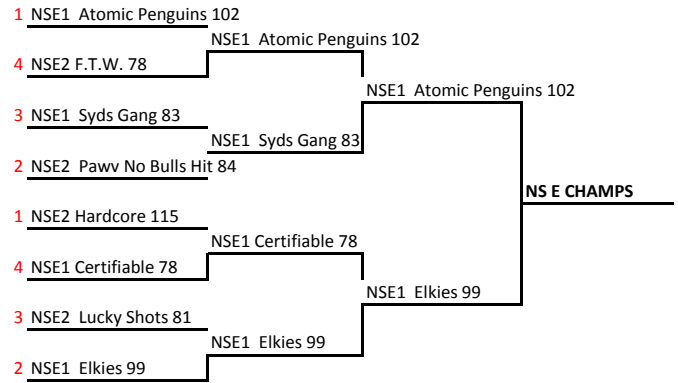 1 NSE1 Atomic Penguins 102
NSE1 Atomic Penguins 102
4 NSE2 F.T.W. 78
NSE1 Atomic Penguins 102
3 NSE1 Syds Gang 83
NSE1 Syds Gang 83
2 NSE2 Pawv No Bulls Hit 84
NS E CHAMPS
1 NSE2 Hardcore 115
NSE1 Certifiable 78
4 NSE1 Certifiable 78
NSE1 Elkies 99
3 NSE2 Lucky Shots 81
NSE1 Elkies 99
2 NSE1 Elkies 99